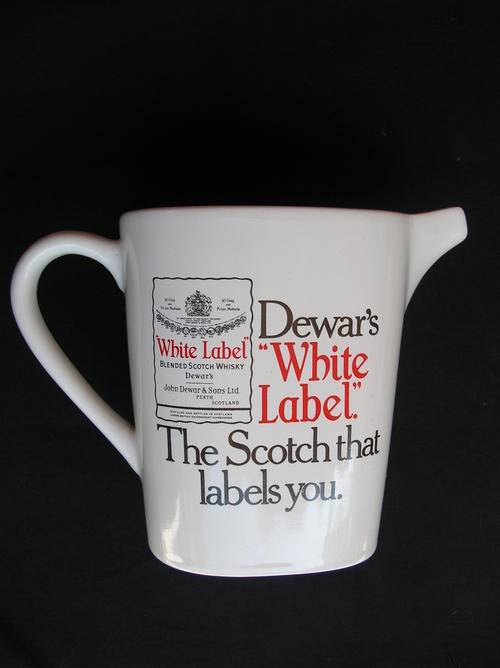 "White Label"
BLENDED SCOTCH WHISKY
Dewar's
John Dewar & Sons Ltd.
PERTH
SCOTLAND
Dewar's
"White
Label".
The Scotch that
labels you.